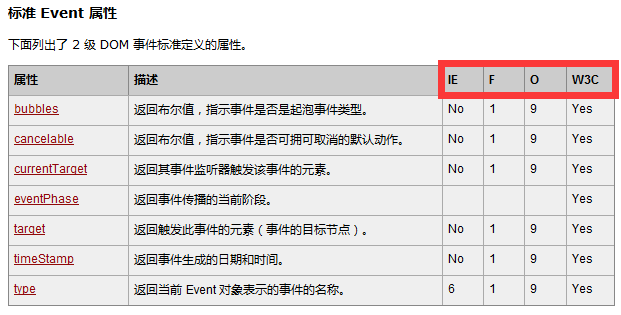 标准 Event 属性
下面列出了 2 级 DOM 事件标准定义的属性。
属性 描述 IE F O W3C
bubbles 返回布尔值，指示事件是否是起泡事件类型。 No 1 9 Yes
cancelable 返回布尔值，指示事件是否可拥可取消的默认动作。 No 1 9 Yes
currentTarget 返回其事件监听器触发该事件的元素。 No 1 9 Yes
eventPhase 返回事件传播的当前阶段。 Yes
target 返回触发此事件的元素（事件的目标节点）。 No 1 9 Yes
timeStamp 返回事件生成的日期和时间。 No 1 9 Yes
type 返回当前 Event 对象表示的事件的名称。 6 1 9 Yes